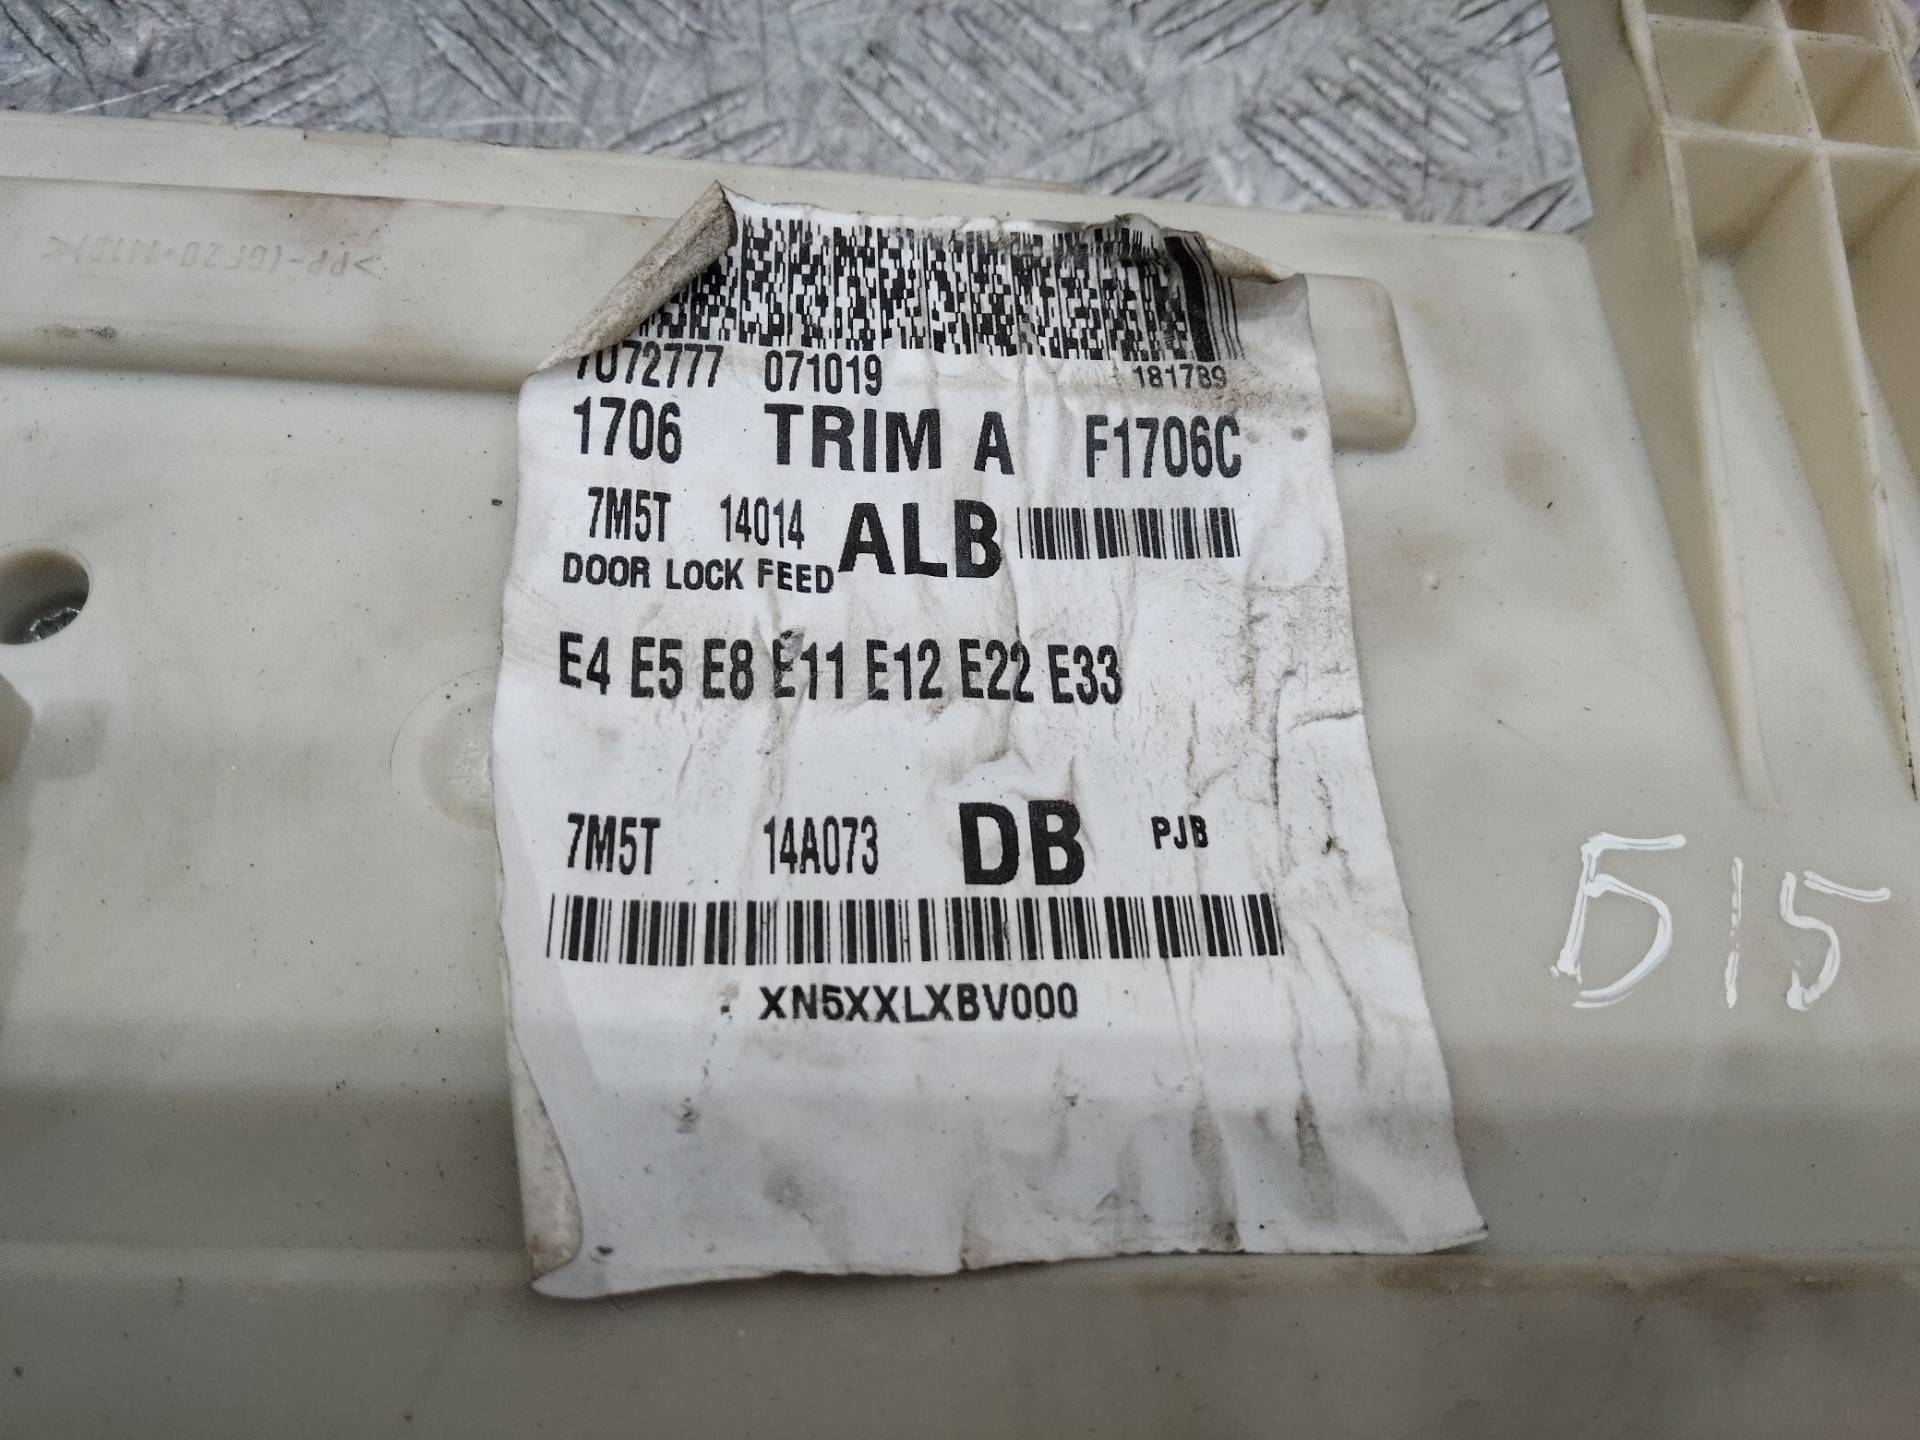 7072777 071019 181789
1706 TRIM A F1706C
7M5T 14014 ALB
DOOR LOCK FEED
E4 E5 E8 E11 E12 E22 E33
7M5T 14A073 DB PJB
XN5XXLXBV000
Б15